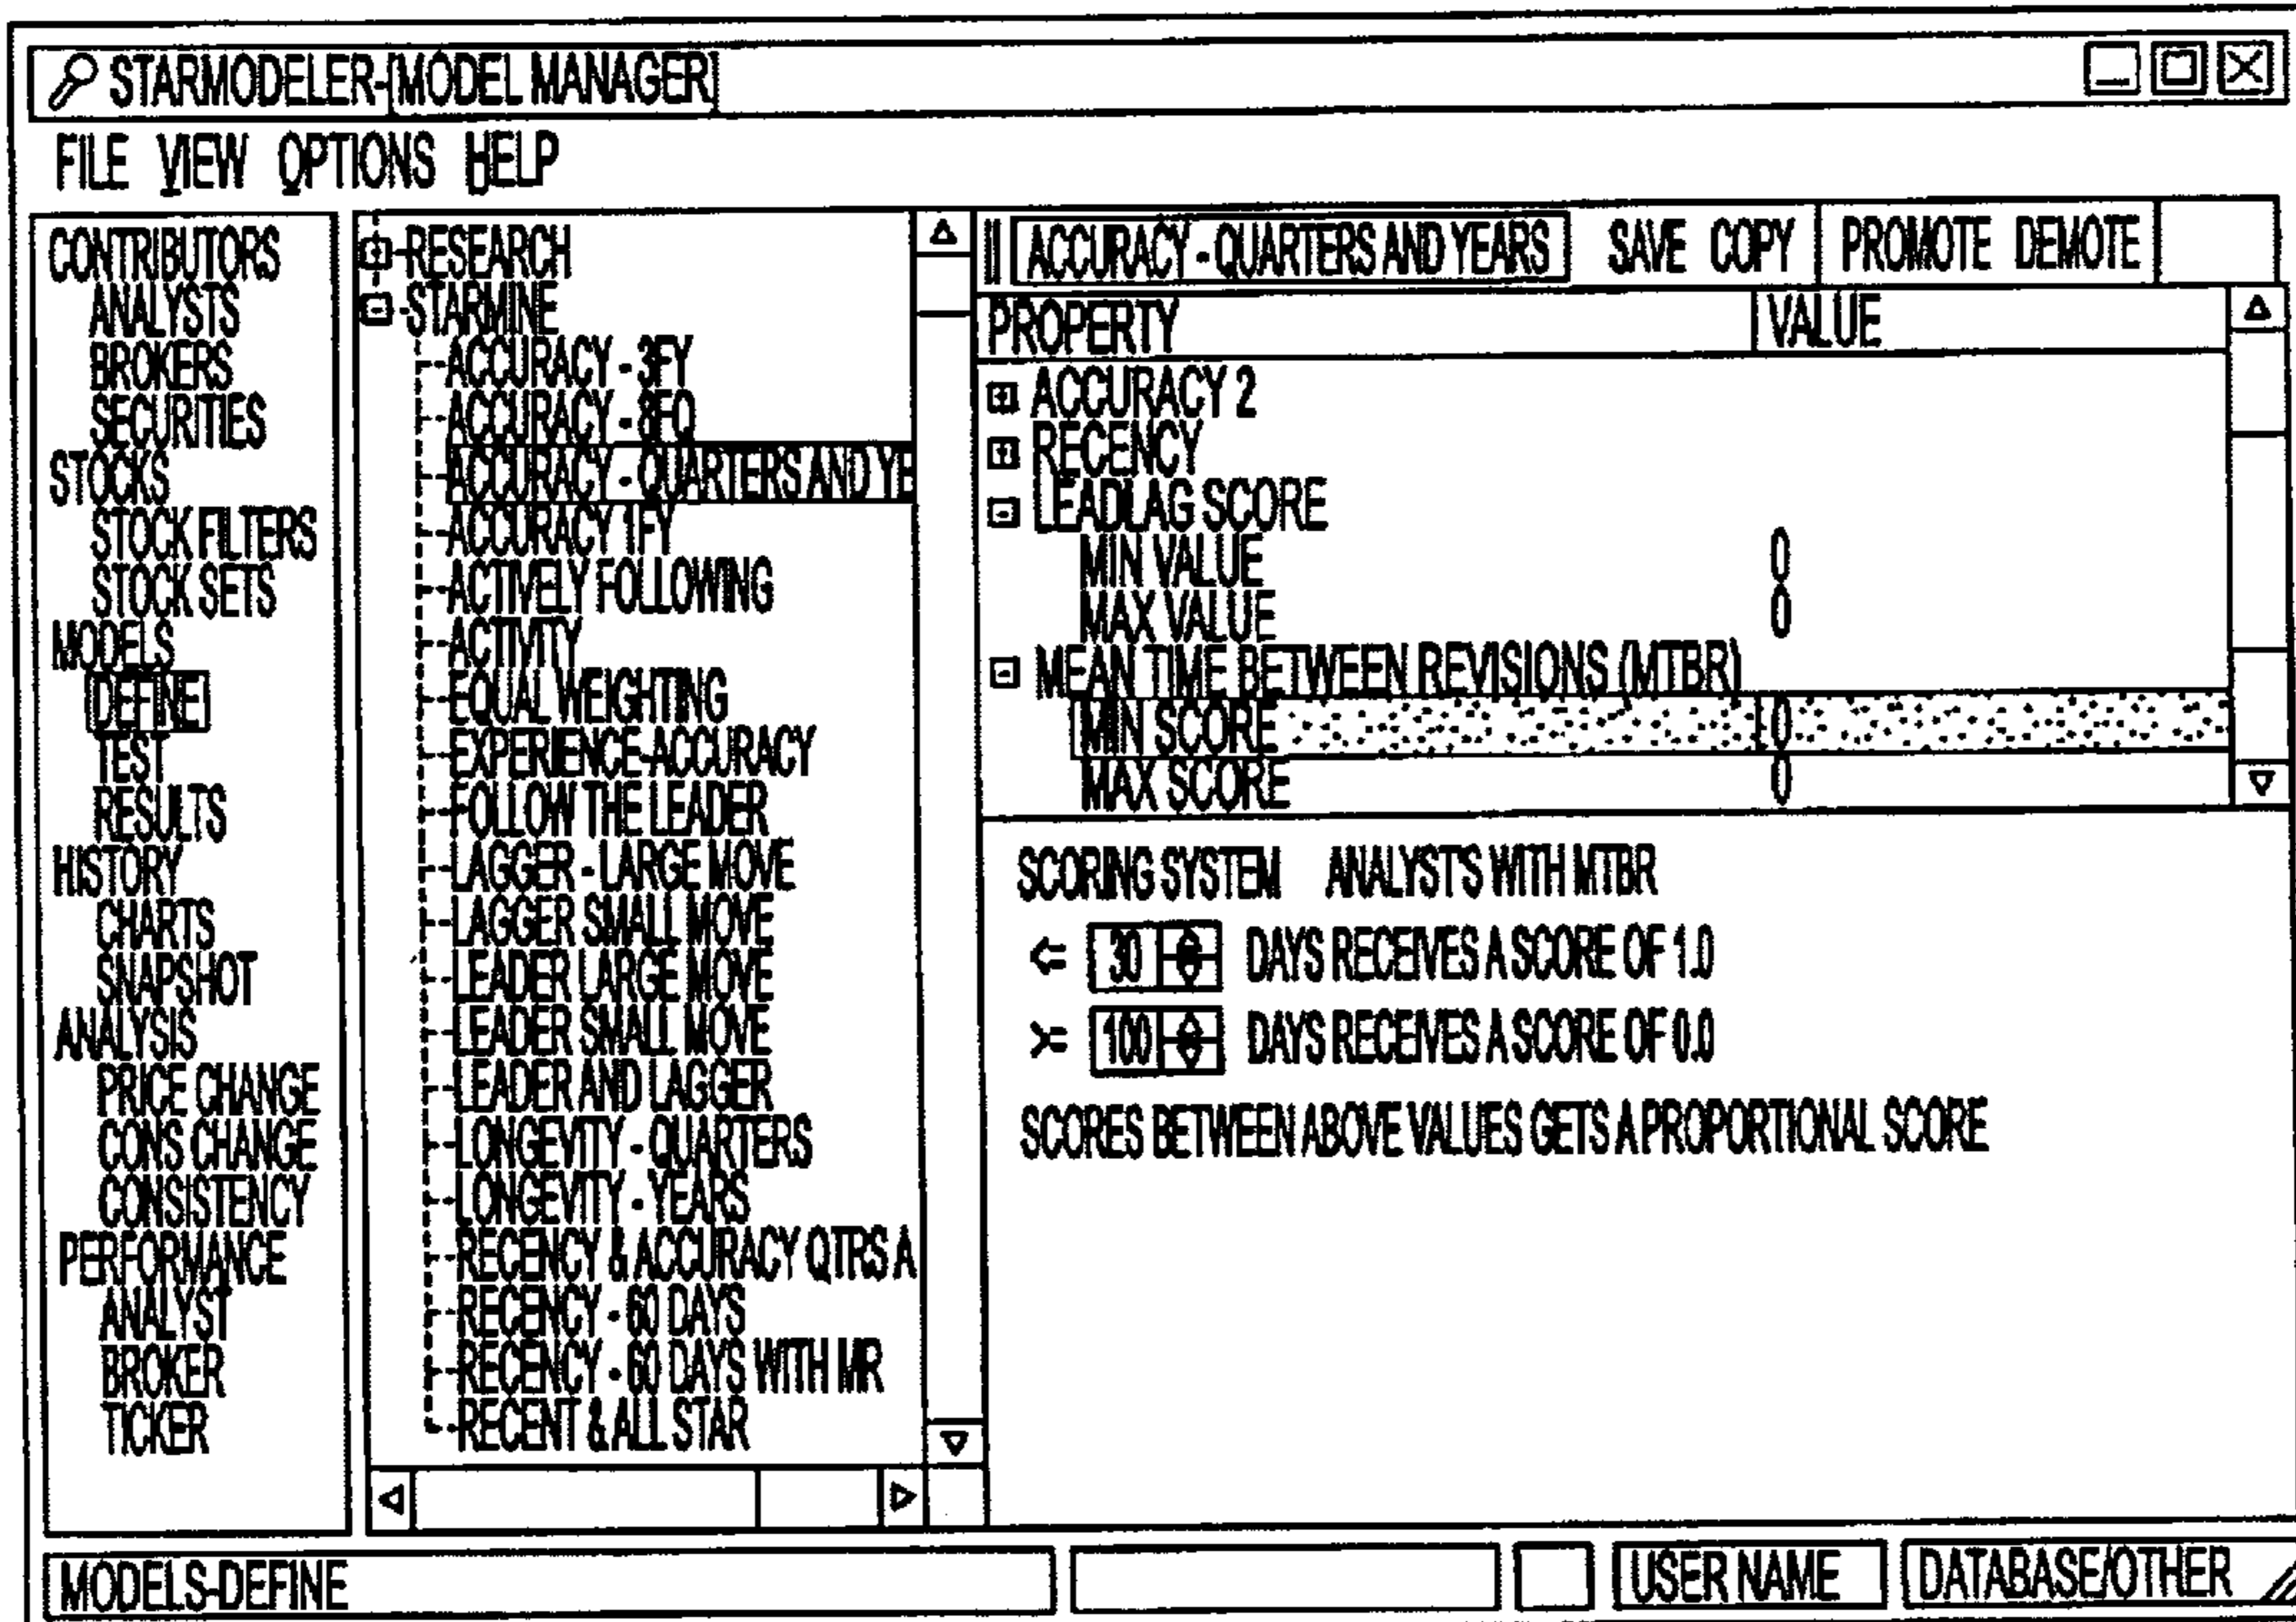 STARMODELER-[MODEL MANAGER]
FILE VIEW OPTIONS HELP
CONTRIBUTORS
ANALYSTS
BROKERS
SECURITIES
STOCKS
STOCK FILTERS
STOCK SETS
MODELS
DEFINE
TEST
RESULTS
HISTORY
CHARTS
SNAPSHOT
ANALYSIS
PRICE CHANGE
CONS CHANGE
CONSISTENCY
PERFORMANCE
ANALYST
BROKER
TICKER
RESEARCH
STARMINE
ACCURACY - 3FY
ACCURACY - 8FQ
ACCURACY - QUARTERS AND YE
ACCURACY 1FY
ACTIVELY FOLLOWING
ACTIVITY
EQUAL WEIGHTING
EXPERIENCE-ACCURACY
FOLLOW THE LEADER
LAGGER - LARGE MOVE
LAGGER SMALL MOVE
LEADER LARGE MOVE
LEADER SMALL MOVE
LEADER AND LAGGER
LONGEVITY - QUARTERS
LONGEVITY - YEARS
RECENCY & ACCURACY QTRS A
RECENCY - 60 DAYS
RECENCY - 60 DAYS WITH MR
RECENT & ALL STAR
ACCURACY - QUARTERS AND YEARS SAVE COPY PROMOTE DEMOTE
PROPERTY VALUE
ACCURACY 2
RECENCY
LEADLAG SCORE
MIN VALUE 0
MAX VALUE 0
MEAN TIME BETWEEN REVISIONS (MTBR)
MIN SCORE 0
MAX SCORE 0
SCORING SYSTEM ANALYST'S WITH MTBR
<= 30 DAYS RECEIVES A SCORE OF 1.0
>= 100 DAYS RECEIVES A SCORE OF 0.0
SCORES BETWEEN ABOVE VALUES GETS A PROPORTIONAL SCORE
MODELS-DEFINE USER NAME DATABASE/OTHER